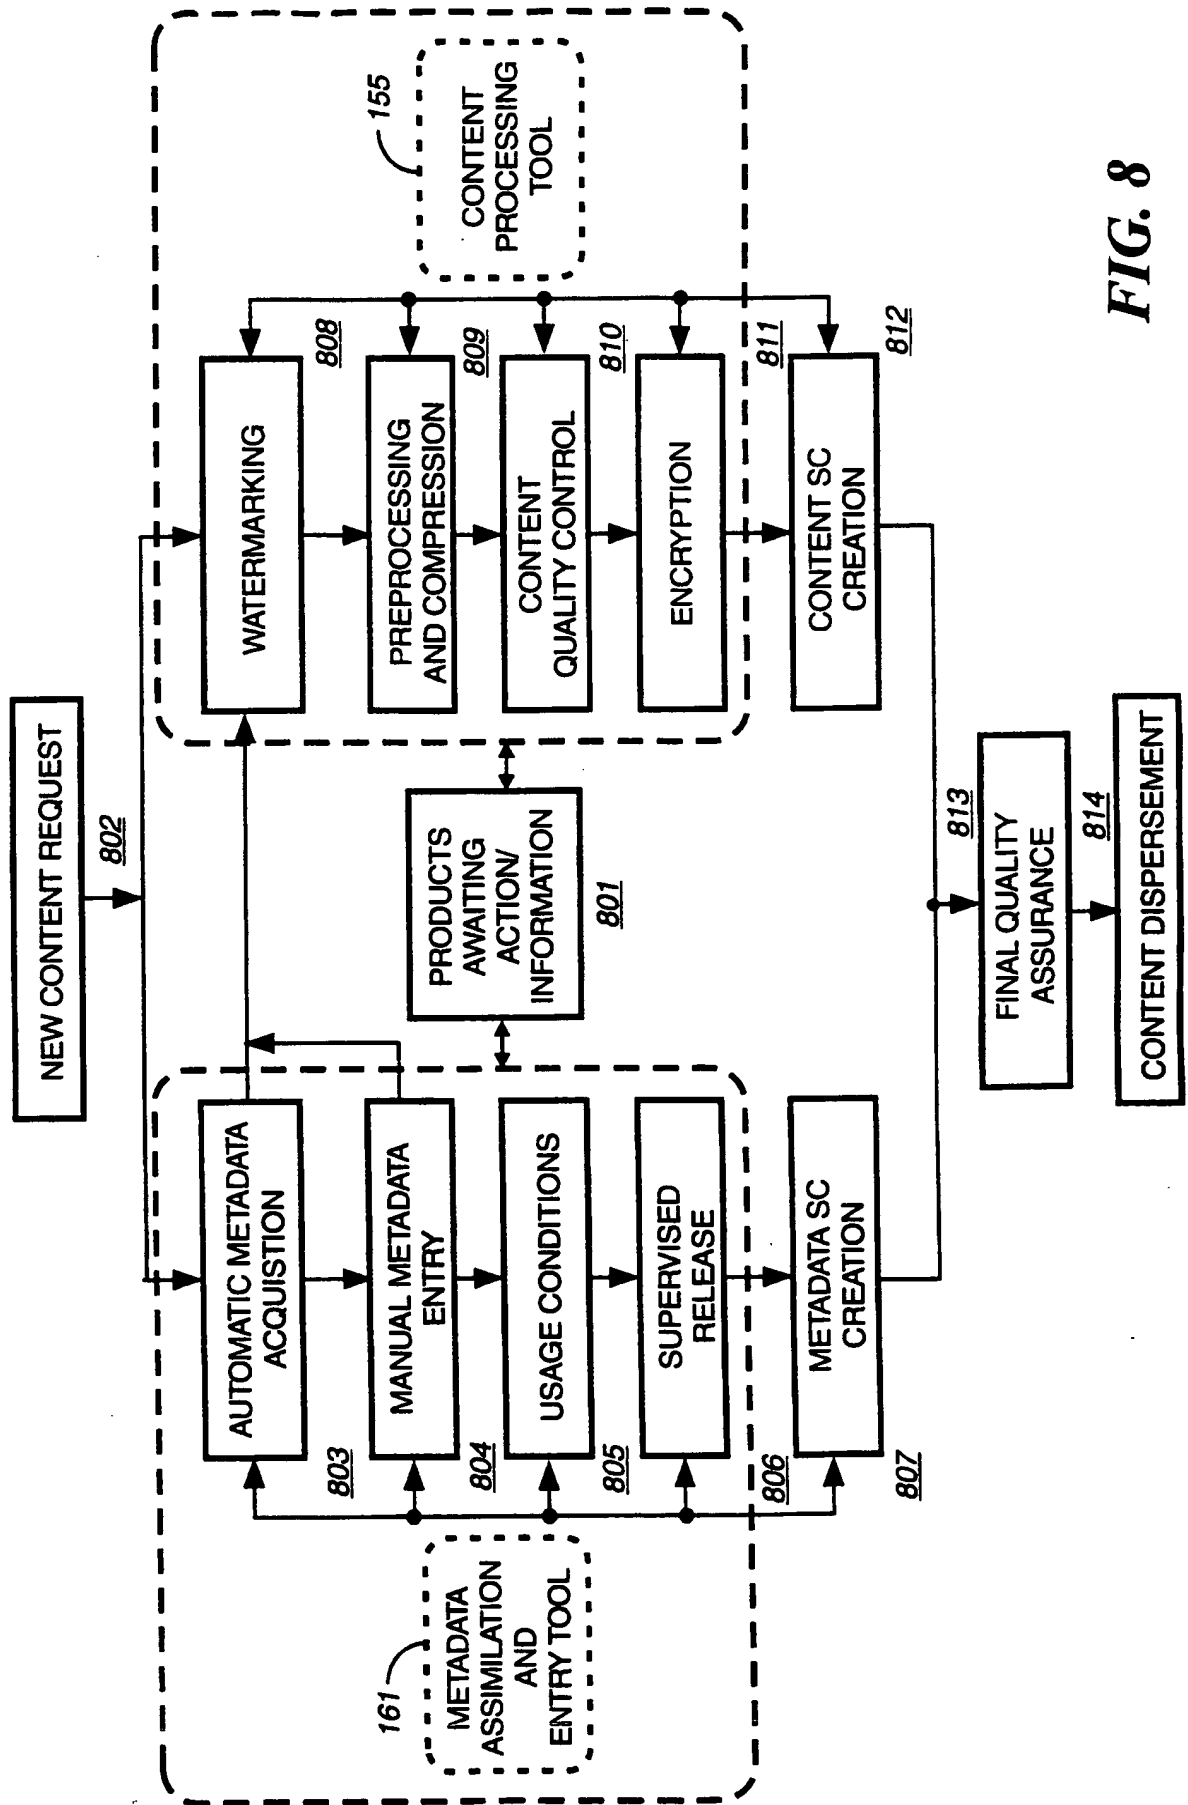 NEW CONTENT REQUEST
802
161
METADATA
ASSIMILATION
AND
ENTRY TOOL
AUTOMATIC METADATA
ACQUISTION
803
MANUAL METADATA
ENTRY
804
USAGE CONDITIONS
805
SUPERVISED
RELEASE
806
METADATA SC
CREATION
807
PRODUCTS
AWAITING
ACTION/
INFORMATION
801
WATERMARKING
808
PREPROCESSING
AND COMPRESSION
809
CONTENT
QUALITY CONTROL
810
ENCRYPTION
811
CONTENT SC
CREATION
812
155
CONTENT
PROCESSING
TOOL
813
FINAL QUALITY
ASSURANCE
814
CONTENT DISPERSEMENT
FIG. 8